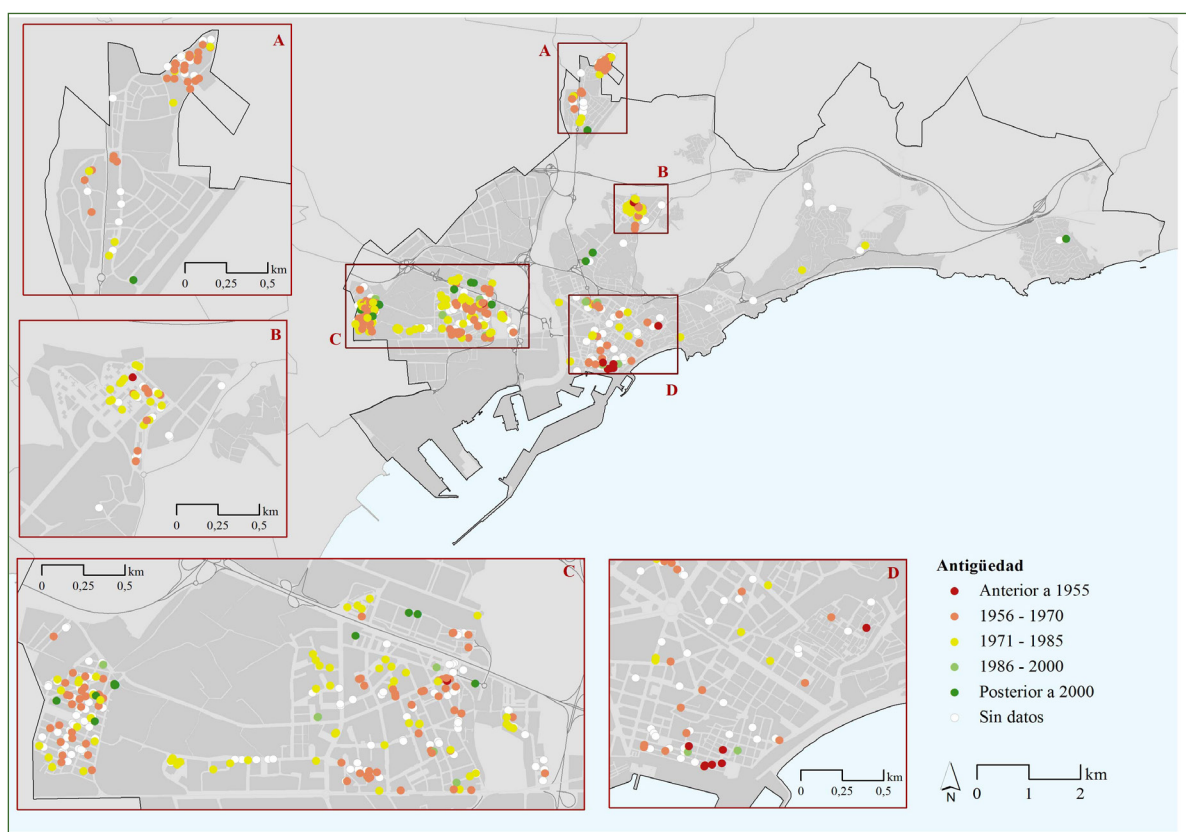 A
km
0 0,25 0,5
B
km
0 0,25 0,5
A
B
C
D
km
0 0,25 0,5
C
D
km
0 0,25 0,5
Antigüedad
Anterior a 1955
1956 - 1970
1971 - 1985
1986 - 2000
Posterior a 2000
Sin datos
N
km
0 1 2